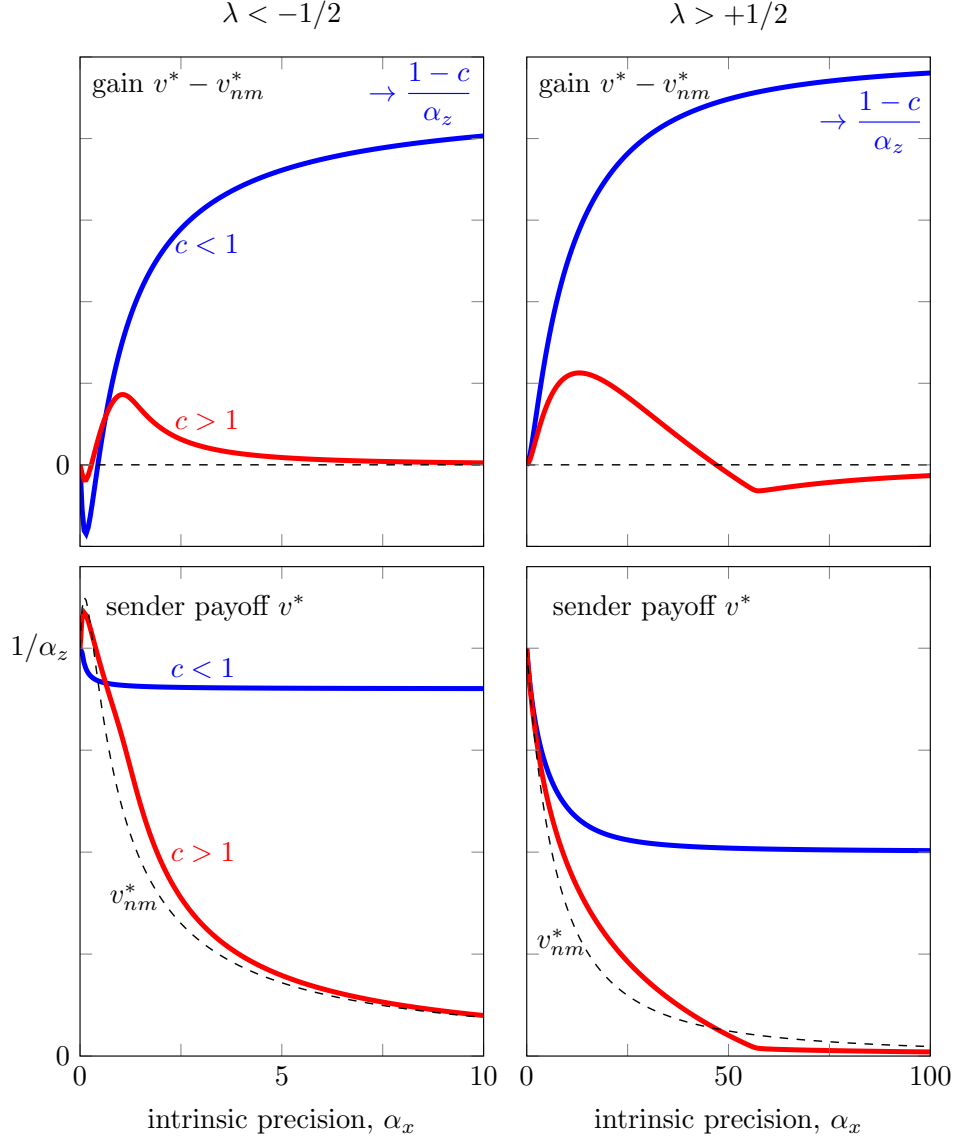 λ < −1/2
λ > +1/2
gain v* − v*nm
→ 1 − c / αz
c < 1
c > 1
0
gain v* − v*nm
→ 1 − c / αz
sender payoff v*
1/αz
c < 1
c > 1
v*nm
0
0
5
10
intrinsic precision, αx
sender payoff v*
v*nm
0
50
100
intrinsic precision, αx